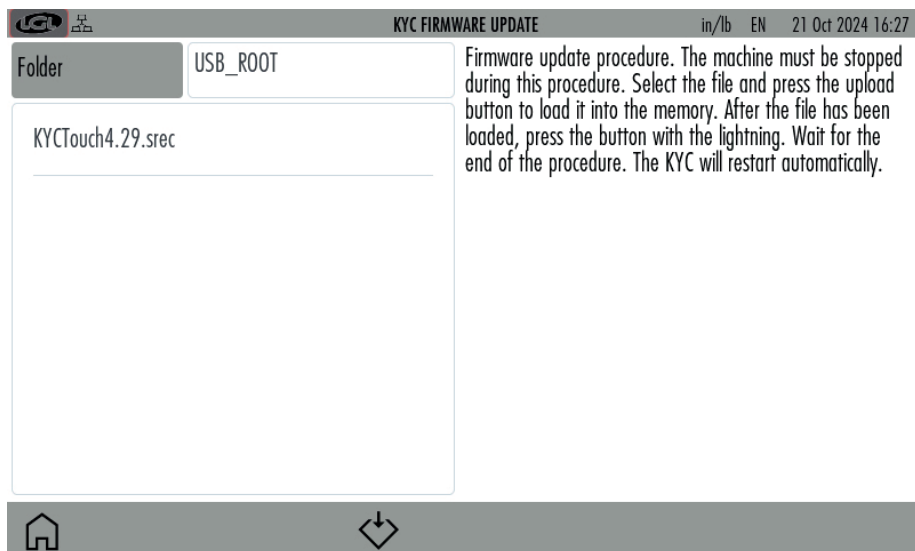 LGL
KYC FIRMWARE UPDATE
in/lb EN 21 Oct 2024 16:27
Folder
USB_ROOT
KYCTouch4.29.srec
Firmware update procedure. The machine must be stopped
during this procedure. Select the file and press the upload
button to load it into the memory. After the file has been
loaded, press the button with the lightning. Wait for the
end of the procedure. The KYC will restart automatically.